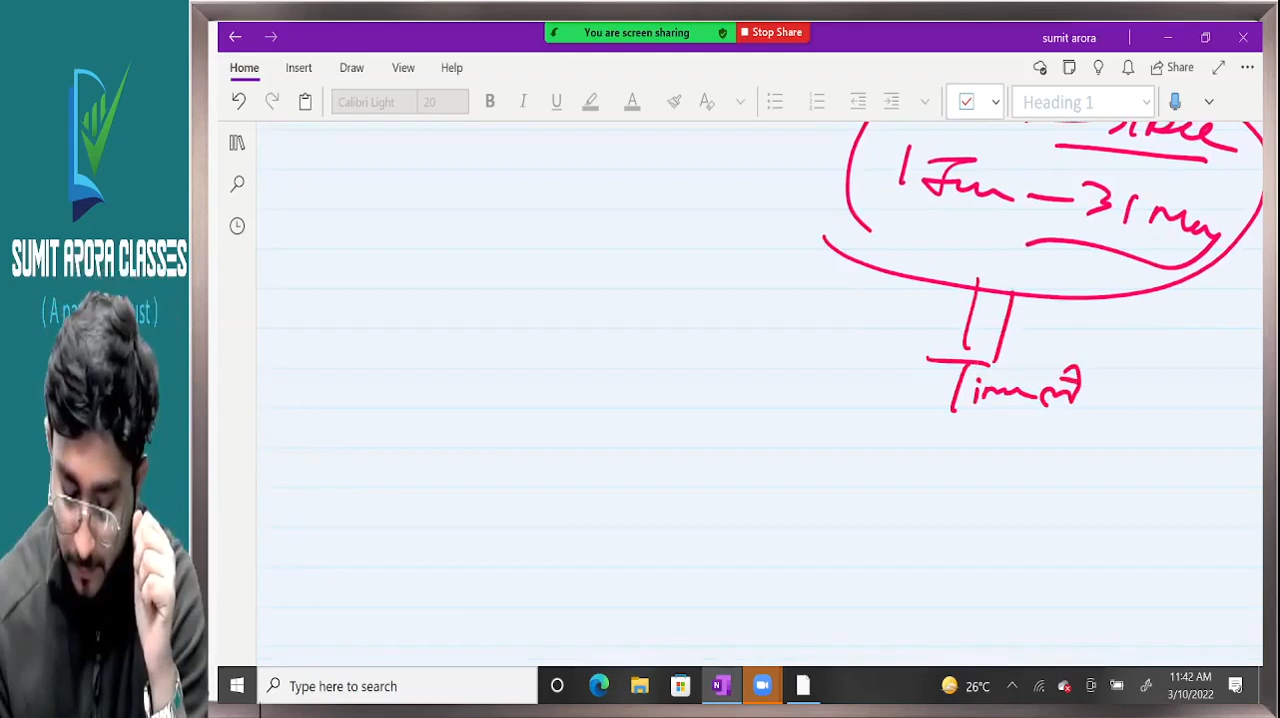 You are screen sharing Stop Share
sumit arora
Home Insert Draw View Help
Share
Calibri Light 20 B I U A Heading 1
1 Jun — 31 May
SUMIT ARORA CLASSES
Type here to search
26°C
11:42 AM
3/10/2022